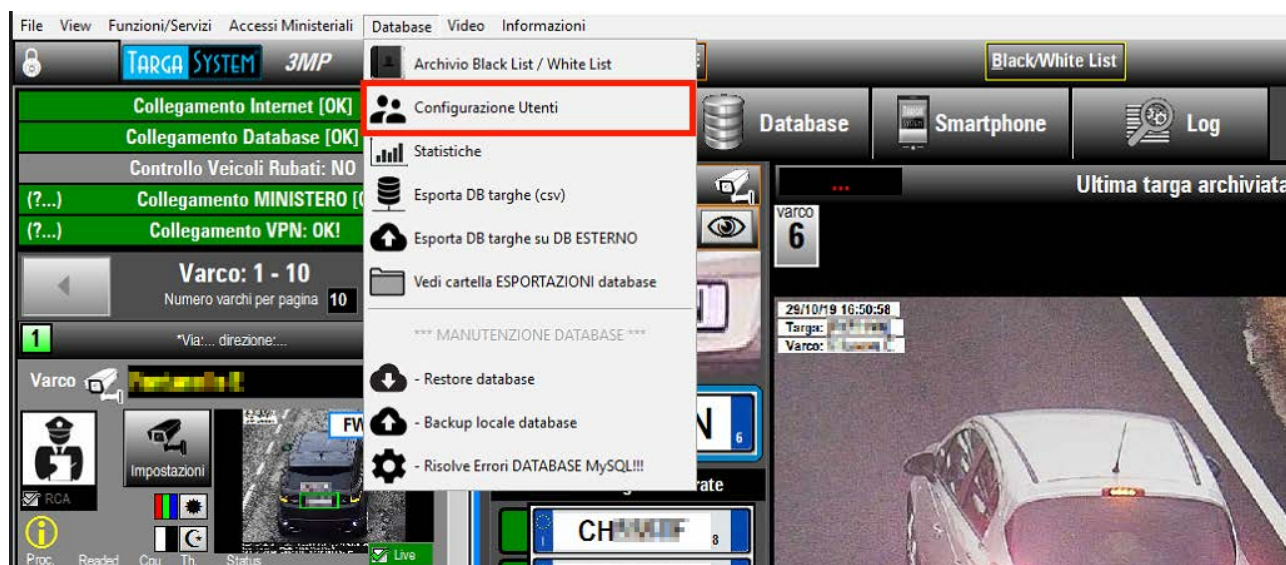 File View Funzioni/Servizi Accessi Ministeriali Database Video Informazioni
TARGA SYSTEM 3MP
Black/White List
Archivio Black List / White List
Configurazione Utenti
Statistiche
Esporta DB targhe (csv)
Esporta DB targhe su DB ESTERNO
Vedi cartella ESPORTAZIONI database
*** MANUTENZIONE DATABASE ***
- Restore database
- Backup locale database
- Risolve Errori DATABASE MySQL!!!
Collegamento Internet [OK]
Collegamento Database [OK]
Controllo Veicoli Rubati: NO
(?...) Collegamento MINISTERO
(?...) Collegamento VPN: OK!
Varco: 1 - 10
Numero varchi per pagina 10
1 *Via:... direzione:...
Varco
Impostazioni
RCA
Proc. Readed Cpu Th. Status
Live
FW
Database Smartphone Log
... Ultima targa archiviata
varco
6
29/10/19 16:50:58
Targa:
Varco:
N 6
CH
8